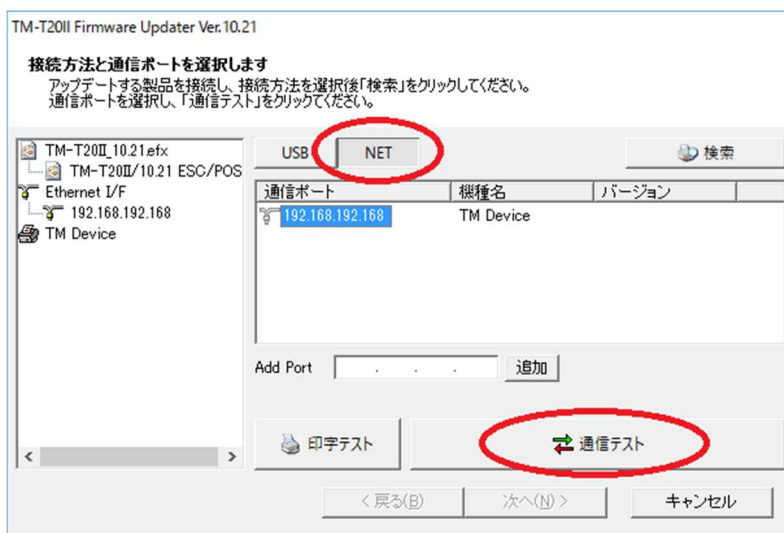 TM-T20II Firmware Updater Ver.10.21
接続方法と通信ポートを選択します
アップデートする製品を接続し、接続方法を選択後「検索」をクリックしてください。
通信ポートを選択し、「通信テスト」をクリックてください。
TM-T20II_10.21.efx
TM-T20II/10.21 ESC/POS
Ethernet I/F
192.168.192.168
TM Device
USB
NET
検索
通信ポート
機種名
バージョン
192.168.192.168
TM Device
Add Port
. . .
追加
印字テスト
通信テスト
< 戻る(B)
次へ(N) >
キャンセル